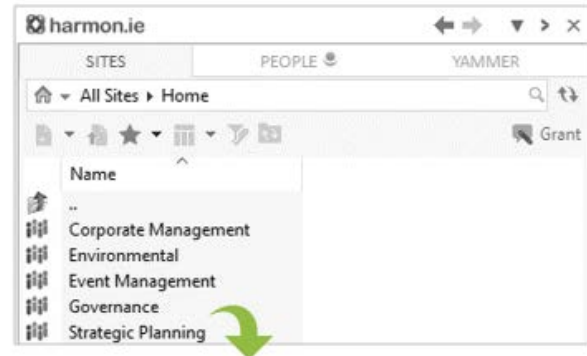 harmon.ie
SITES PEOPLE YAMMER
All Sites Home
Grant
Name
..
Corporate Management
Environmental
Event Management
Governance
Strategic Planning